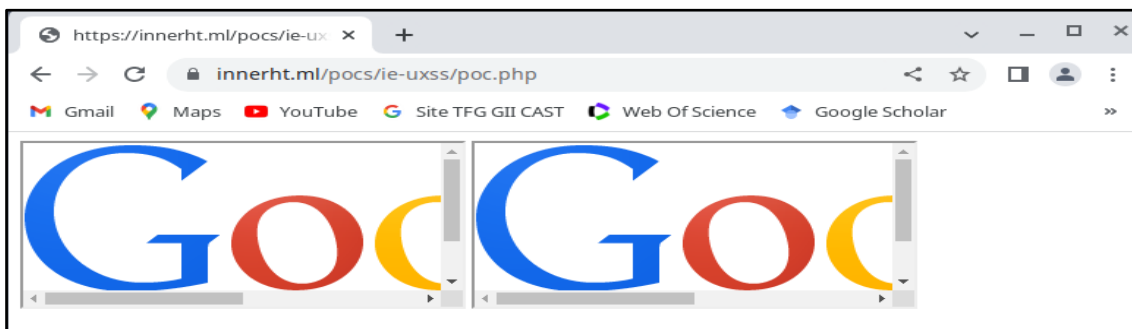 https://innerht.ml/pocs/ie-ux
innerht.ml/pocs/ie-uxss/poc.php
Gmail Maps YouTube Site TFG GII CAST Web Of Science Google Scholar
Goo Goo